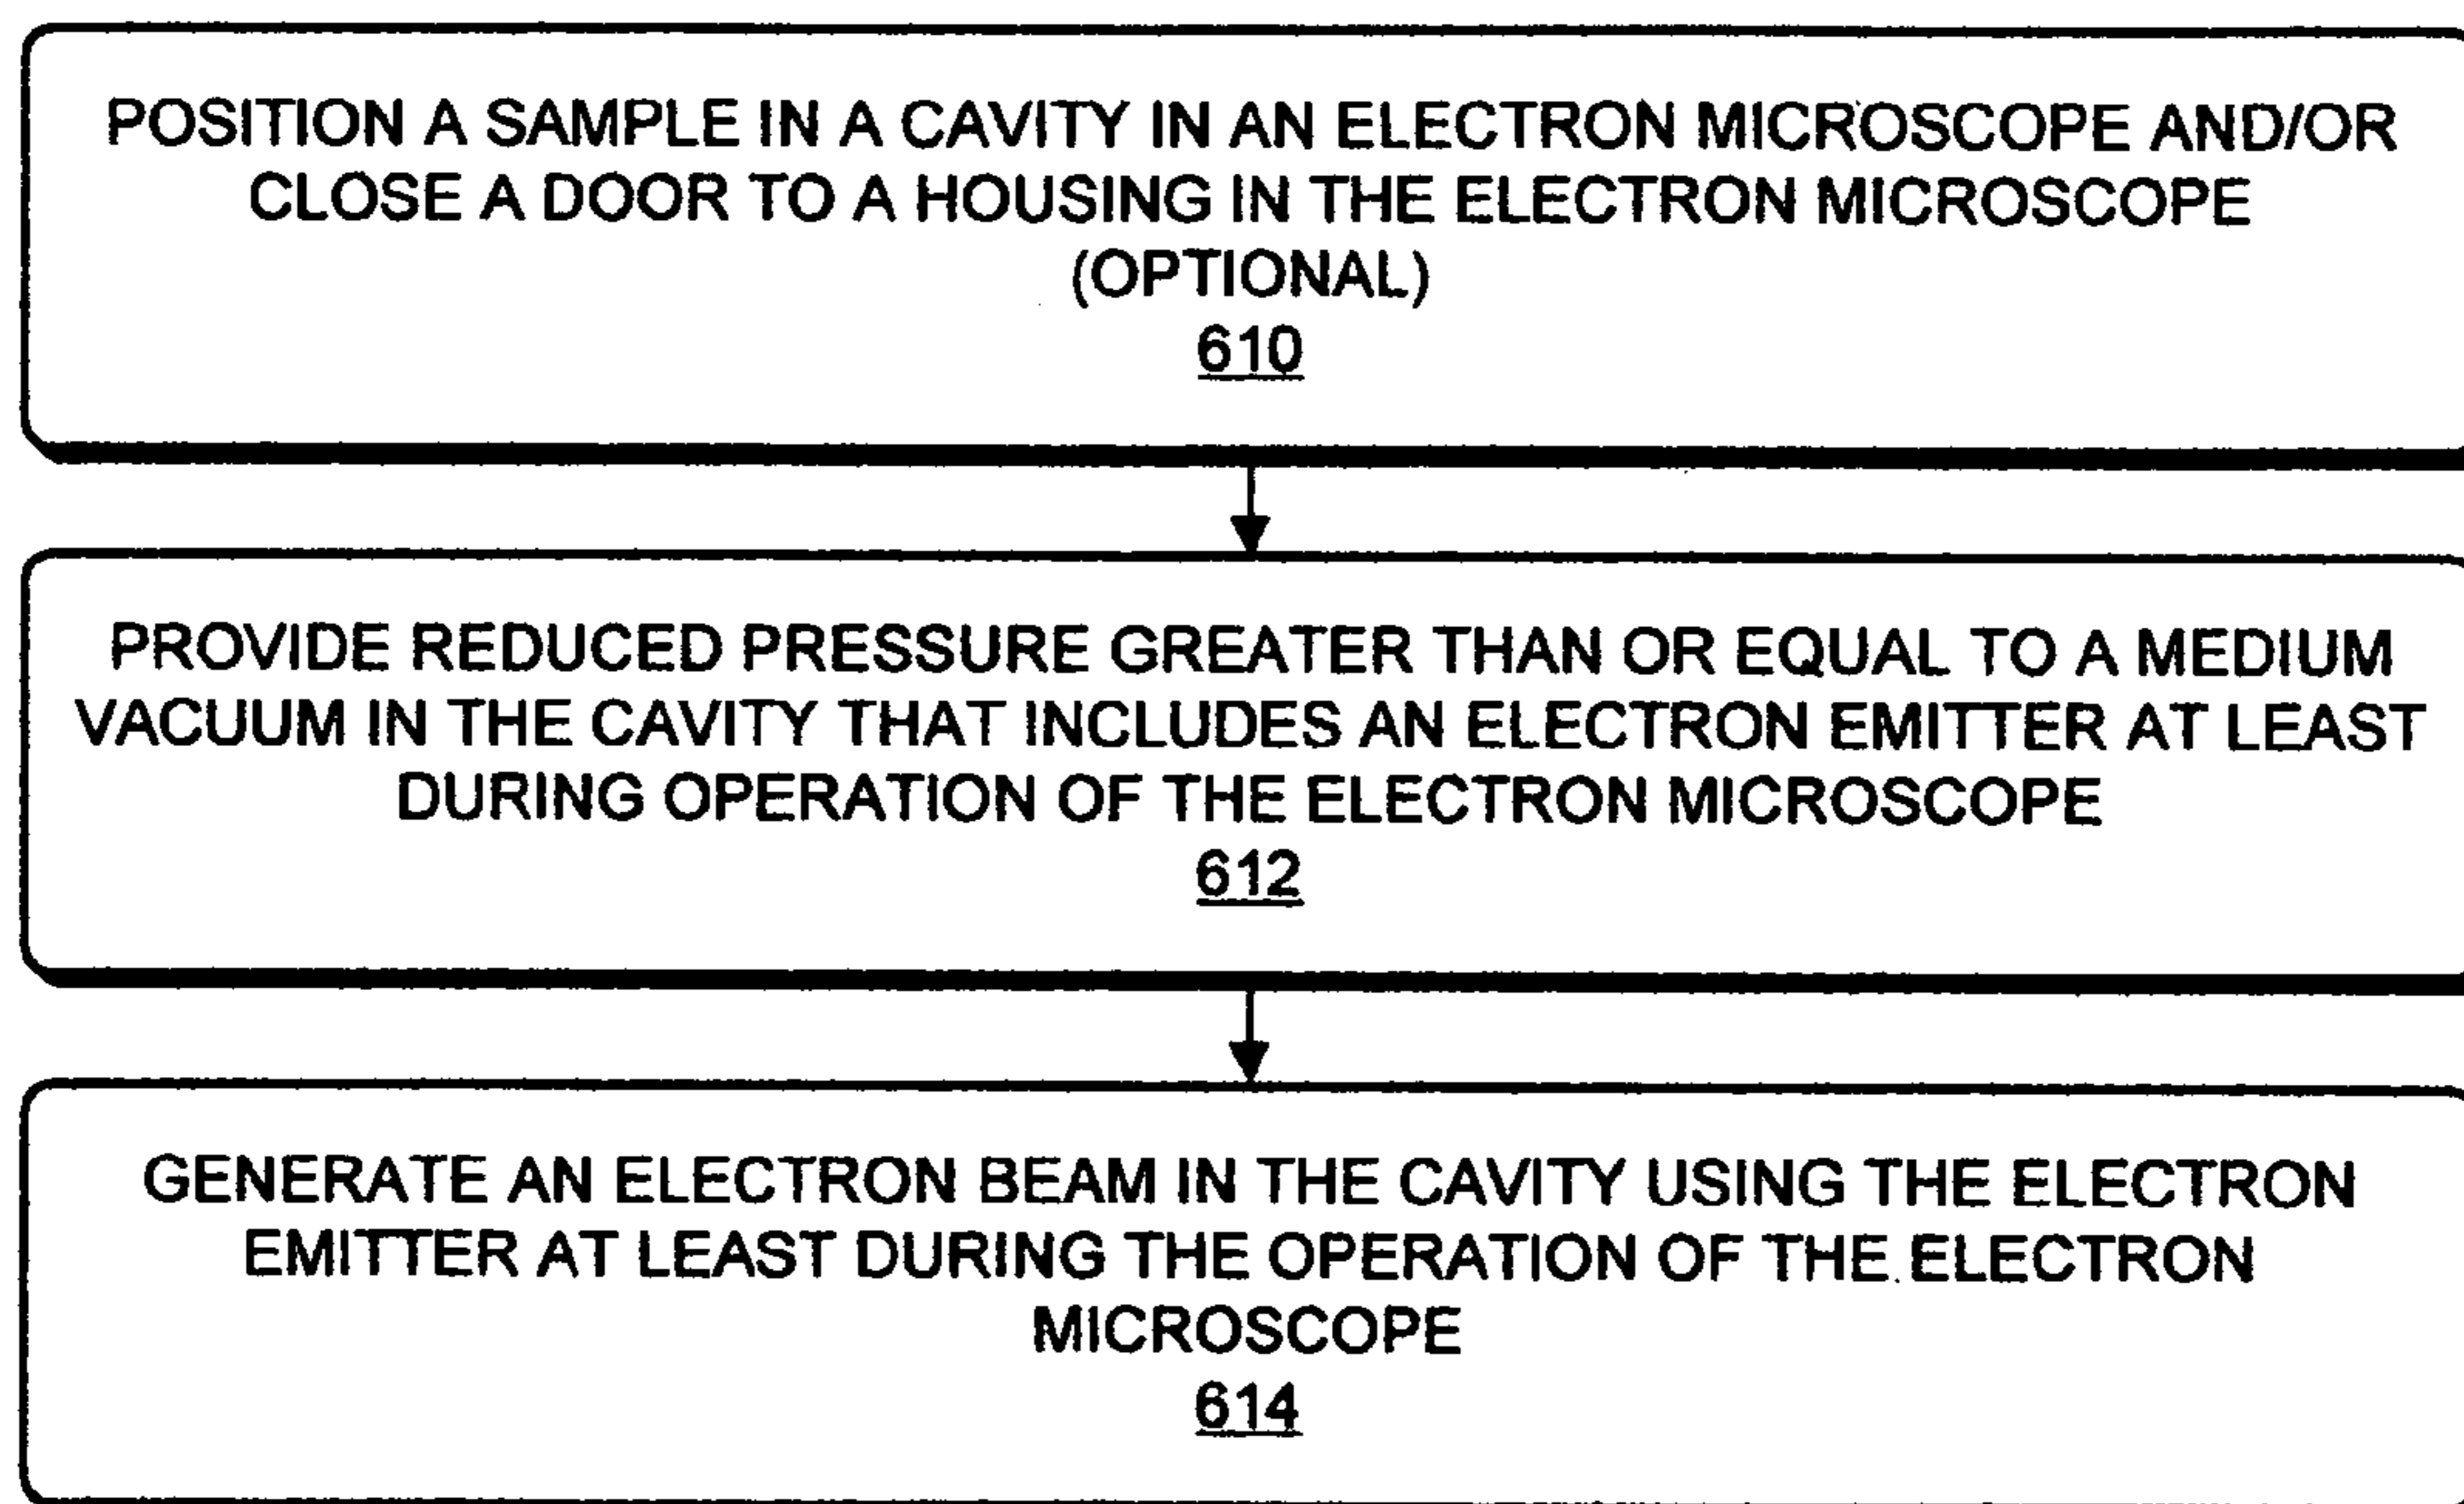 POSITION A SAMPLE IN A CAVITY IN AN ELECTRON MICROSCOPE AND/OR
CLOSE A DOOR TO A HOUSING IN THE ELECTRON MICROSCOPE
(OPTIONAL)
610
PROVIDE REDUCED PRESSURE GREATER THAN OR EQUAL TO A MEDIUM
VACUUM IN THE CAVITY THAT INCLUDES AN ELECTRON EMITTER AT LEAST
DURING OPERATION OF THE ELECTRON MICROSCOPE
612
GENERATE AN ELECTRON BEAM IN THE CAVITY USING THE ELECTRON
EMITTER AT LEAST DURING THE OPERATION OF THE ELECTRON
MICROSCOPE
614